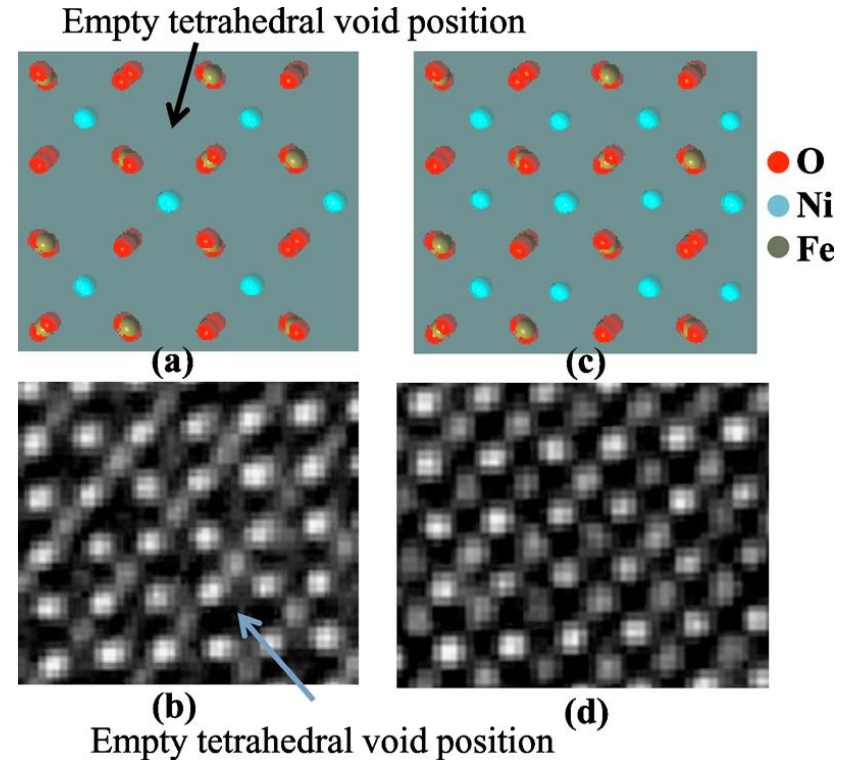 Empty tetrahedral void position
O
Ni
Fe
(a)
(c)
(b)
(d)
Empty tetrahedral void position